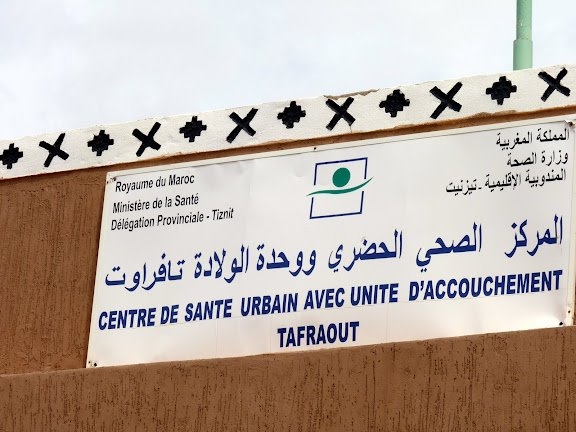 Royaume du Maroc
Ministère de la Santé
Délégation Provinciale - Tiznit
المملكة المغربية
وزارة الصحة
المندوبية الإقليمية - تيزنيت
المركز الصحي الحضري ووحدة الولادة تافراوت
CENTRE DE SANTE URBAIN AVEC UNITE D'ACCOUCHEMENT
TAFRAOUT